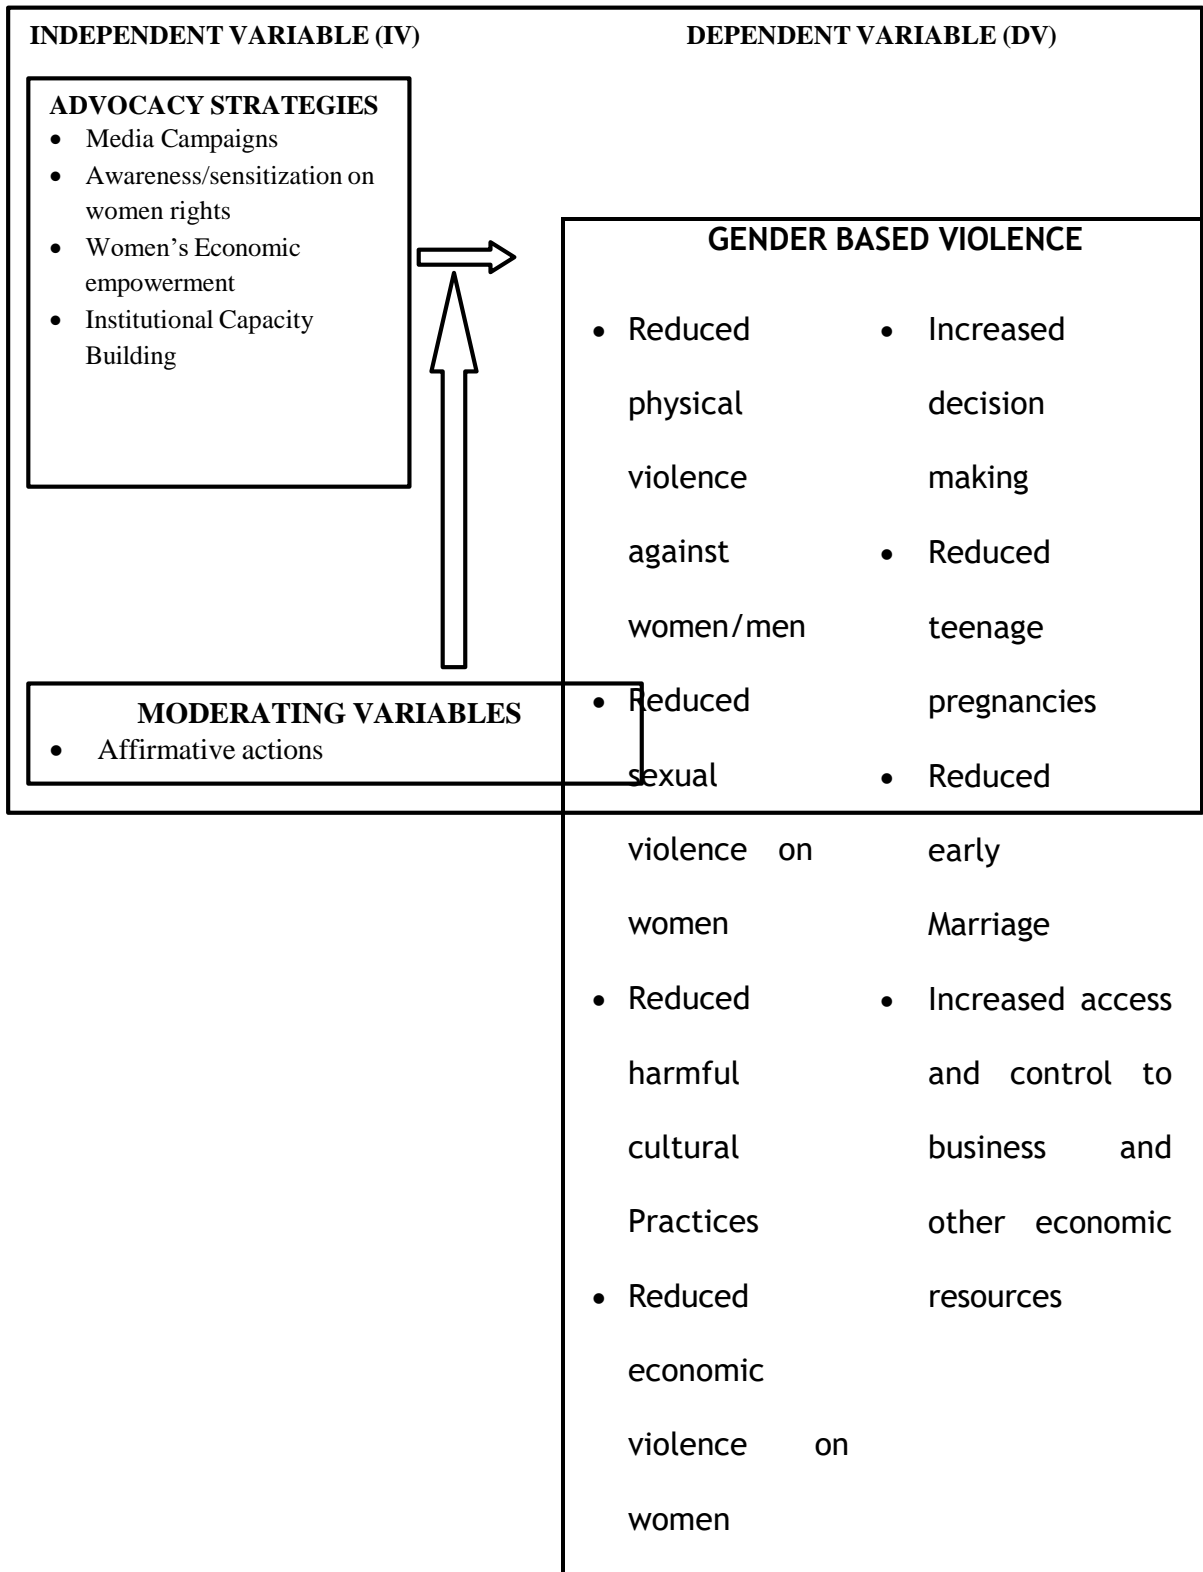 INDEPENDENT VARIABLE (IV)
DEPENDENT VARIABLE (DV)
ADVOCACY STRATEGIES
• Media Campaigns
• Awareness/sensitization on
women rights
• Women’s Economic
empowerment
• Institutional Capacity
Building
MODERATING VARIABLES
• Affirmative actions
GENDER BASED VIOLENCE
• Reduced
physical
violence
against
women/men
• Reduced
sexual
violence on
women
• Reduced
harmful
cultural
Practices
• Reduced
economic
violence on
women
• Increased
decision
making
• Reduced
teenage
pregnancies
• Reduced
early
Marriage
• Increased access
and control to
business and
other economic
resources